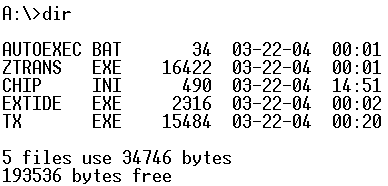 A:\>dir
AUTOEXEC BAT 34 03-22-04 00:01
ZTRANS EXE 16422 03-22-04 00:01
CHIP INI 490 03-22-04 14:51
EXTIDE EXE 2316 03-22-04 00:02
TX EXE 15484 03-22-04 00:20
5 files use 34746 bytes
193536 bytes free